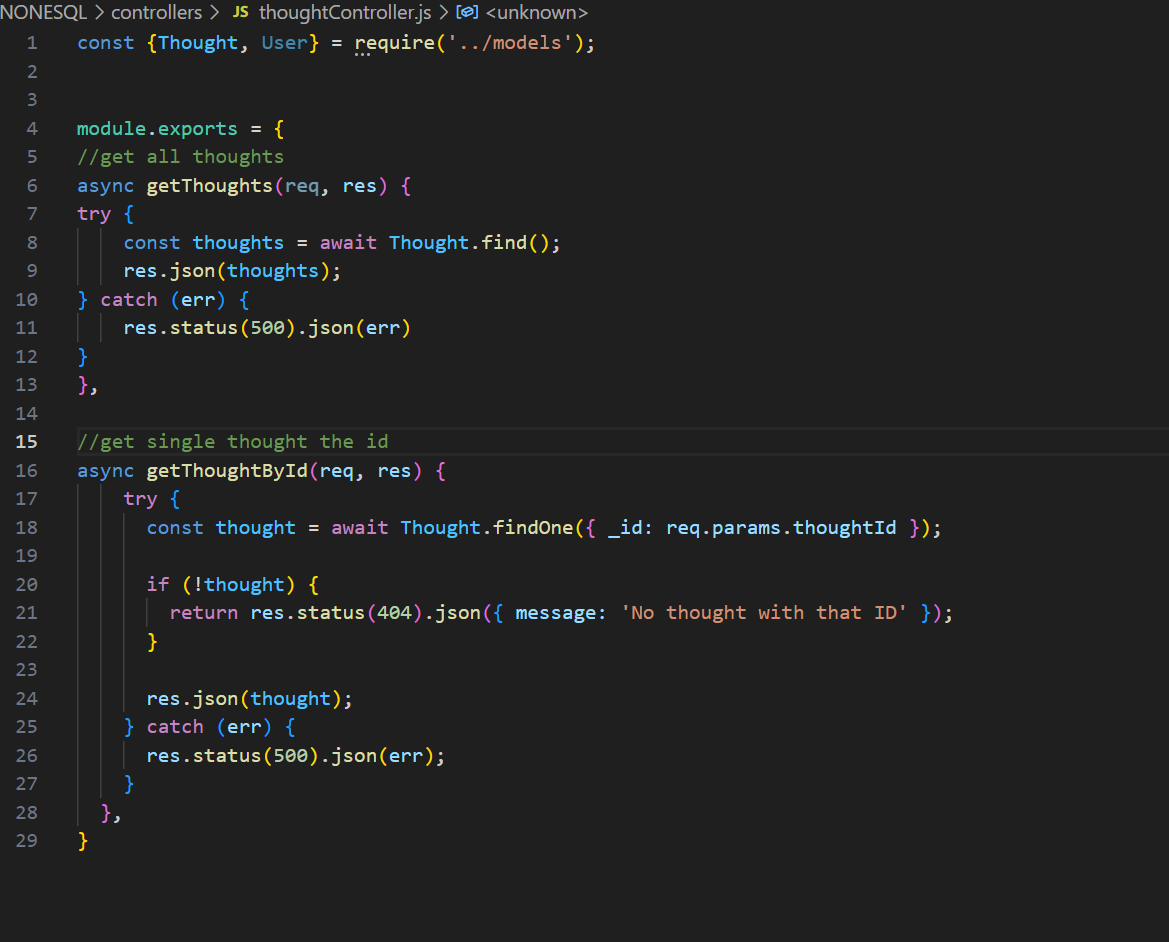 NONESQL > controllers > JS thoughtController.js > <unknown>
1 const {Thought, User} = require('../models');
2
3
4 module.exports = {
5 //get all thoughts
6 async getThoughts(req, res) {
7 try {
8     const thoughts = await Thought.find();
9     res.json(thoughts);
10 } catch (err) {
11     res.status(500).json(err)
12 }
13 },
14
15 //get single thought the id
16 async getThoughtById(req, res) {
17     try {
18       const thought = await Thought.findOne({ _id: req.params.thoughtId });
19
20       if (!thought) {
21         return res.status(404).json({ message: 'No thought with that ID' });
22       }
23
24       res.json(thought);
25     } catch (err) {
26       res.status(500).json(err);
27     }
28   },
29 }